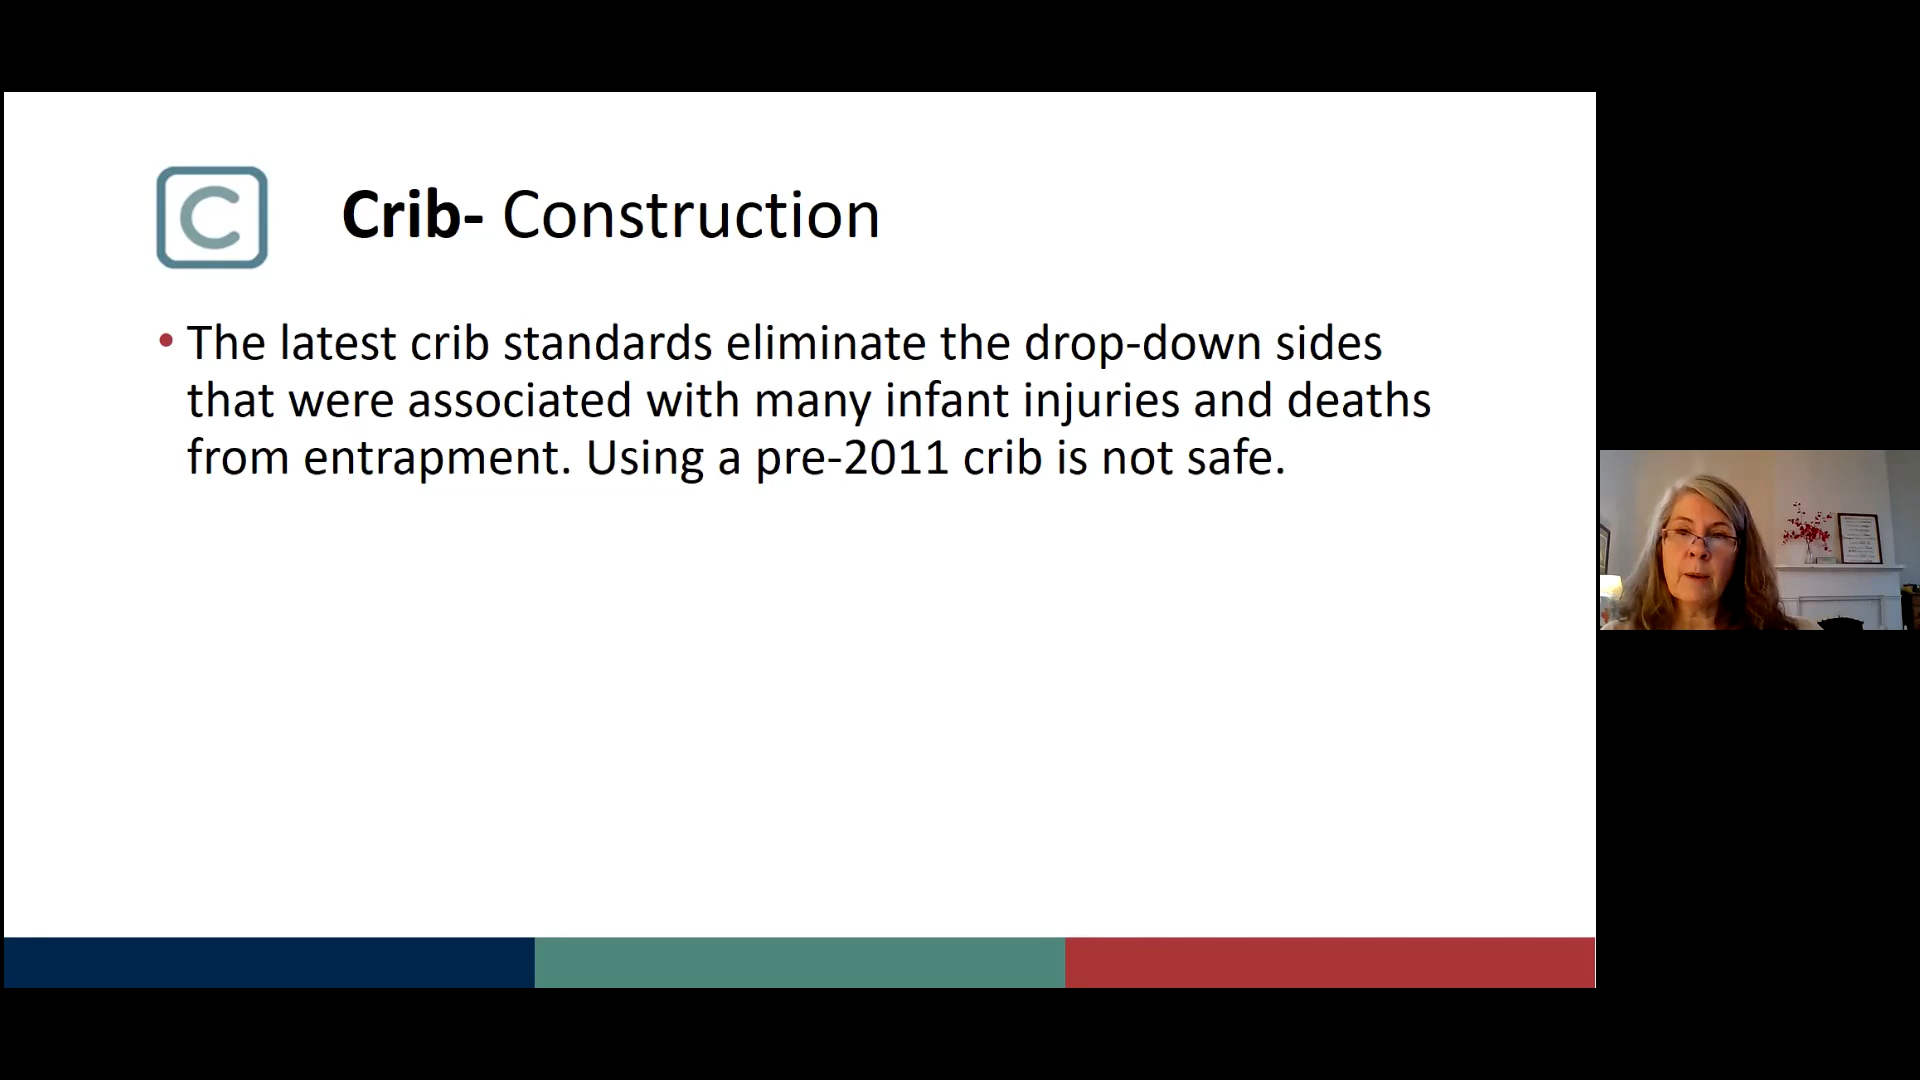 C
Crib- Construction
• The latest crib standards eliminate the drop-down sides
that were associated with many infant injuries and deaths
from entrapment. Using a pre-2011 crib is not safe.